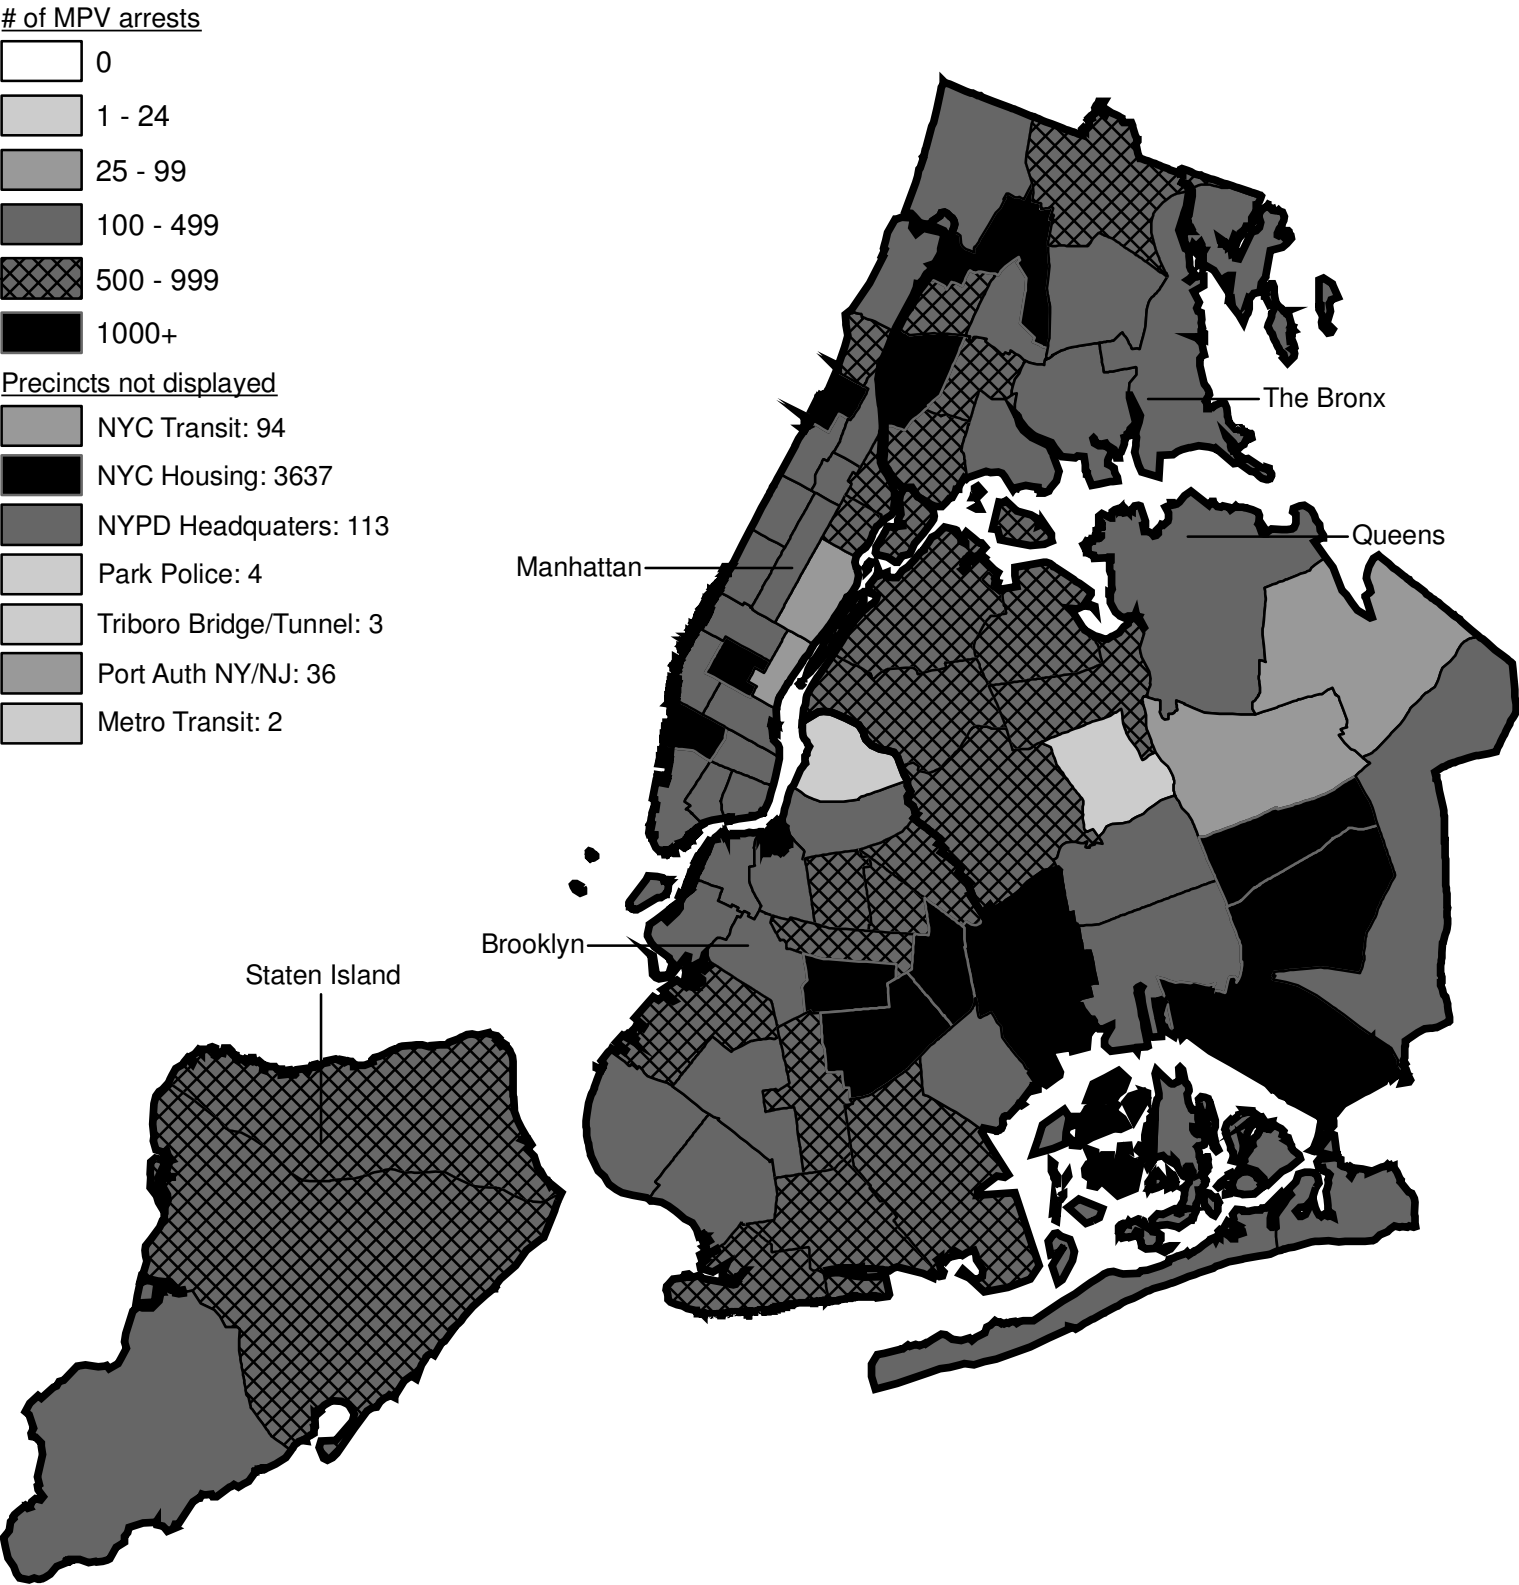 # of MPV arrests
0
1 - 24
25 - 99
100 - 499
500 - 999
1000+
Precincts not displayed
NYC Transit: 94
NYC Housing: 3637
NYPD Headquaters: 113
Park Police: 4
Triboro Bridge/Tunnel: 3
Port Auth NY/NJ: 36
Metro Transit: 2
The Bronx
Queens
Manhattan
Brooklyn
Staten Island